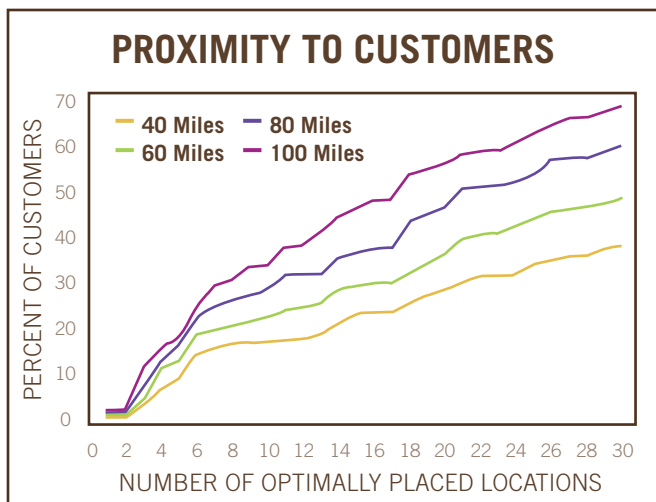 PROXIMITY TO CUSTOMERS
70
60
50
40
30
20
10
0
PERCENT OF CUSTOMERS
40 Miles 80 Miles
60 Miles 100 Miles
0 2 4 6 8 10 12 14 16 18 20 22 24 26 28 30
NUMBER OF OPTIMALLY PLACED LOCATIONS